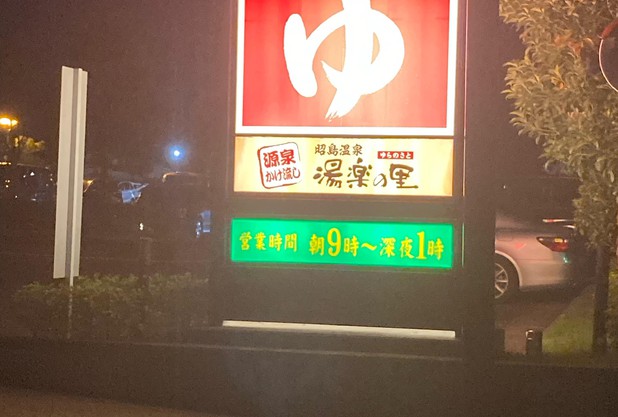 ゆ
源泉
かけ流し
昭島温泉
ゆらのさと
湯楽の里
営業時間 朝9時～深夜1時